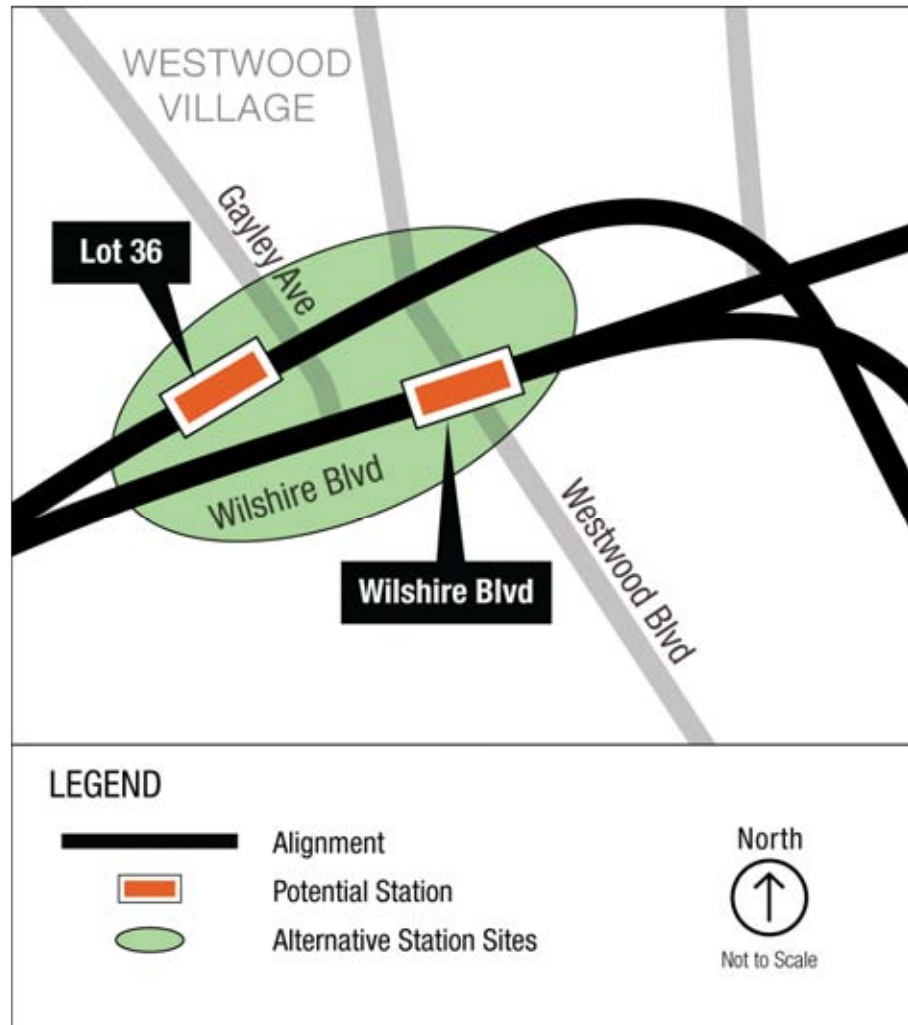 WESTWOOD
VILLAGE
Gayley Ave
Lot 36
Wilshire Blvd
Wilshire Blvd
Westwood Blvd
LEGEND
Alignment
Potential Station
Alternative Station Sites
North
Not to Scale